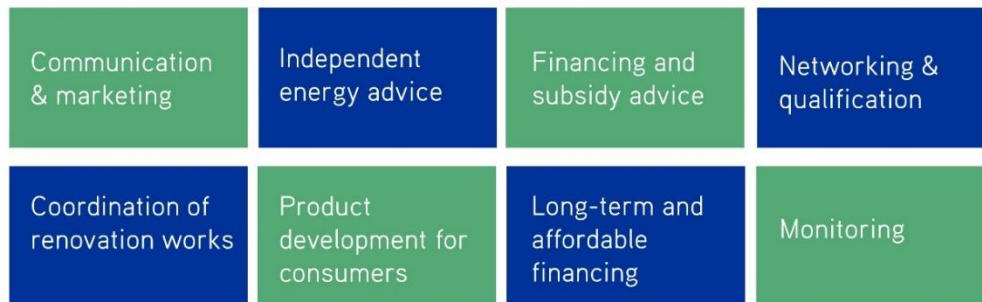 Communication
& marketing
Independent
energy advice
Financing and
subsidy advice
Networking &
qualification
Coordination of
renovation works
Product
development for
consumers
Long-term and
affordable
financing
Monitoring